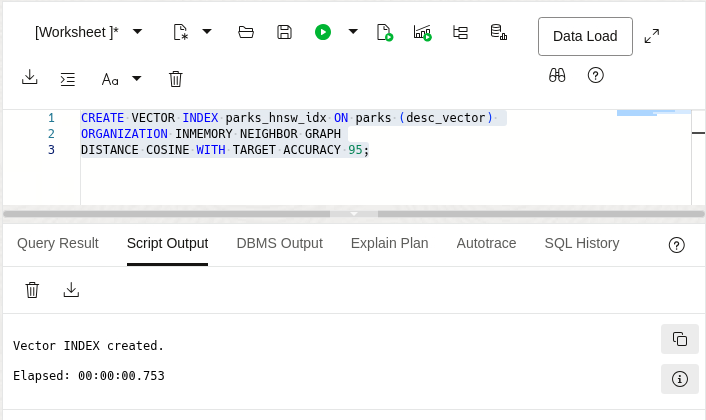 [Worksheet ]*
Data Load
Aa
1 CREATE VECTOR INDEX parks_hnsw_idx ON parks (desc_vector)
2 ORGANIZATION INMEMORY NEIGHBOR GRAPH
3 DISTANCE COSINE WITH TARGET ACCURACY 95;
Query Result Script Output DBMS Output Explain Plan Autotrace SQL History
Vector INDEX created.
Elapsed: 00:00:00.753